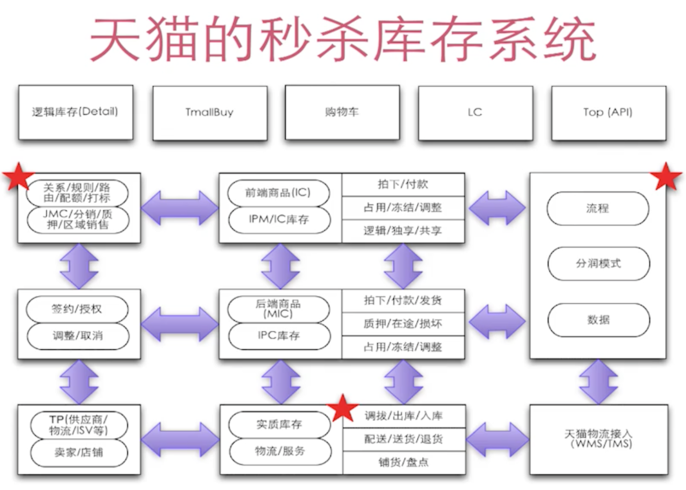 天猫的秒杀库存系统
逻辑库存(Detail)
TmallBuy
购物车
LC
Top (API)
关系/规则/路
由/配额/打标
JMC/分销/质
押/区域销售
前端商品(IC)
IPM/IC库存
拍下/付款
占用/冻结/调整
逻辑/独享/共享
流程
分润模式
数据
签约/授权
调整/取消
后端商品
(MIC)
IPC库存
拍下/付款/发货
质押/在途/损坏
占用/冻结/调整
TP(供应商/
物流/ISV等)
卖家/店铺
实质库存
物流/服务
调拔/出库/入库
配送/送货/退货
铺货/盘点
天猫物流接入
(WMS/TMS)